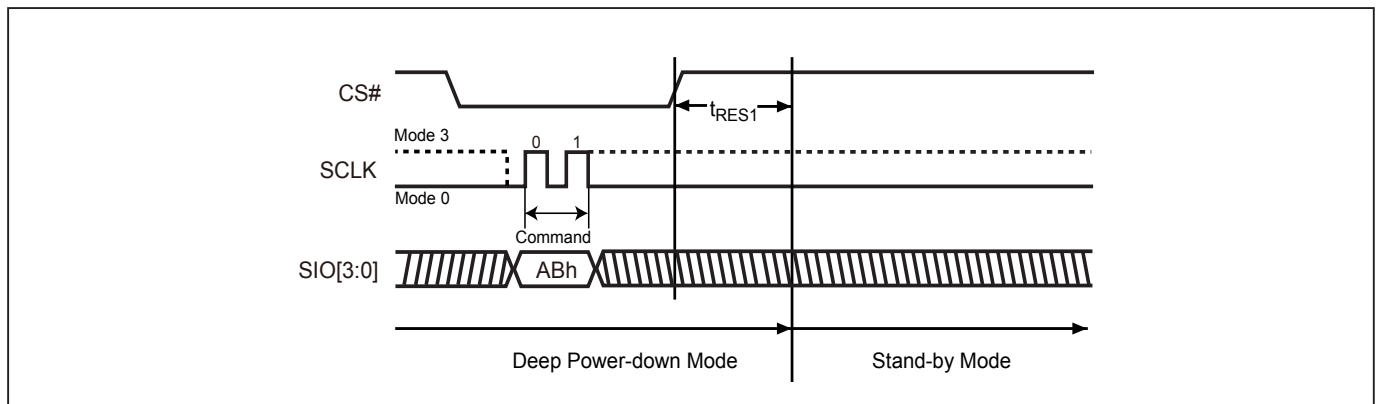 CS#
tRES1
Mode 3
0 1
SCLK
Mode 0
Command
SIO[3:0]
ABh
Deep Power-down Mode
Stand-by Mode